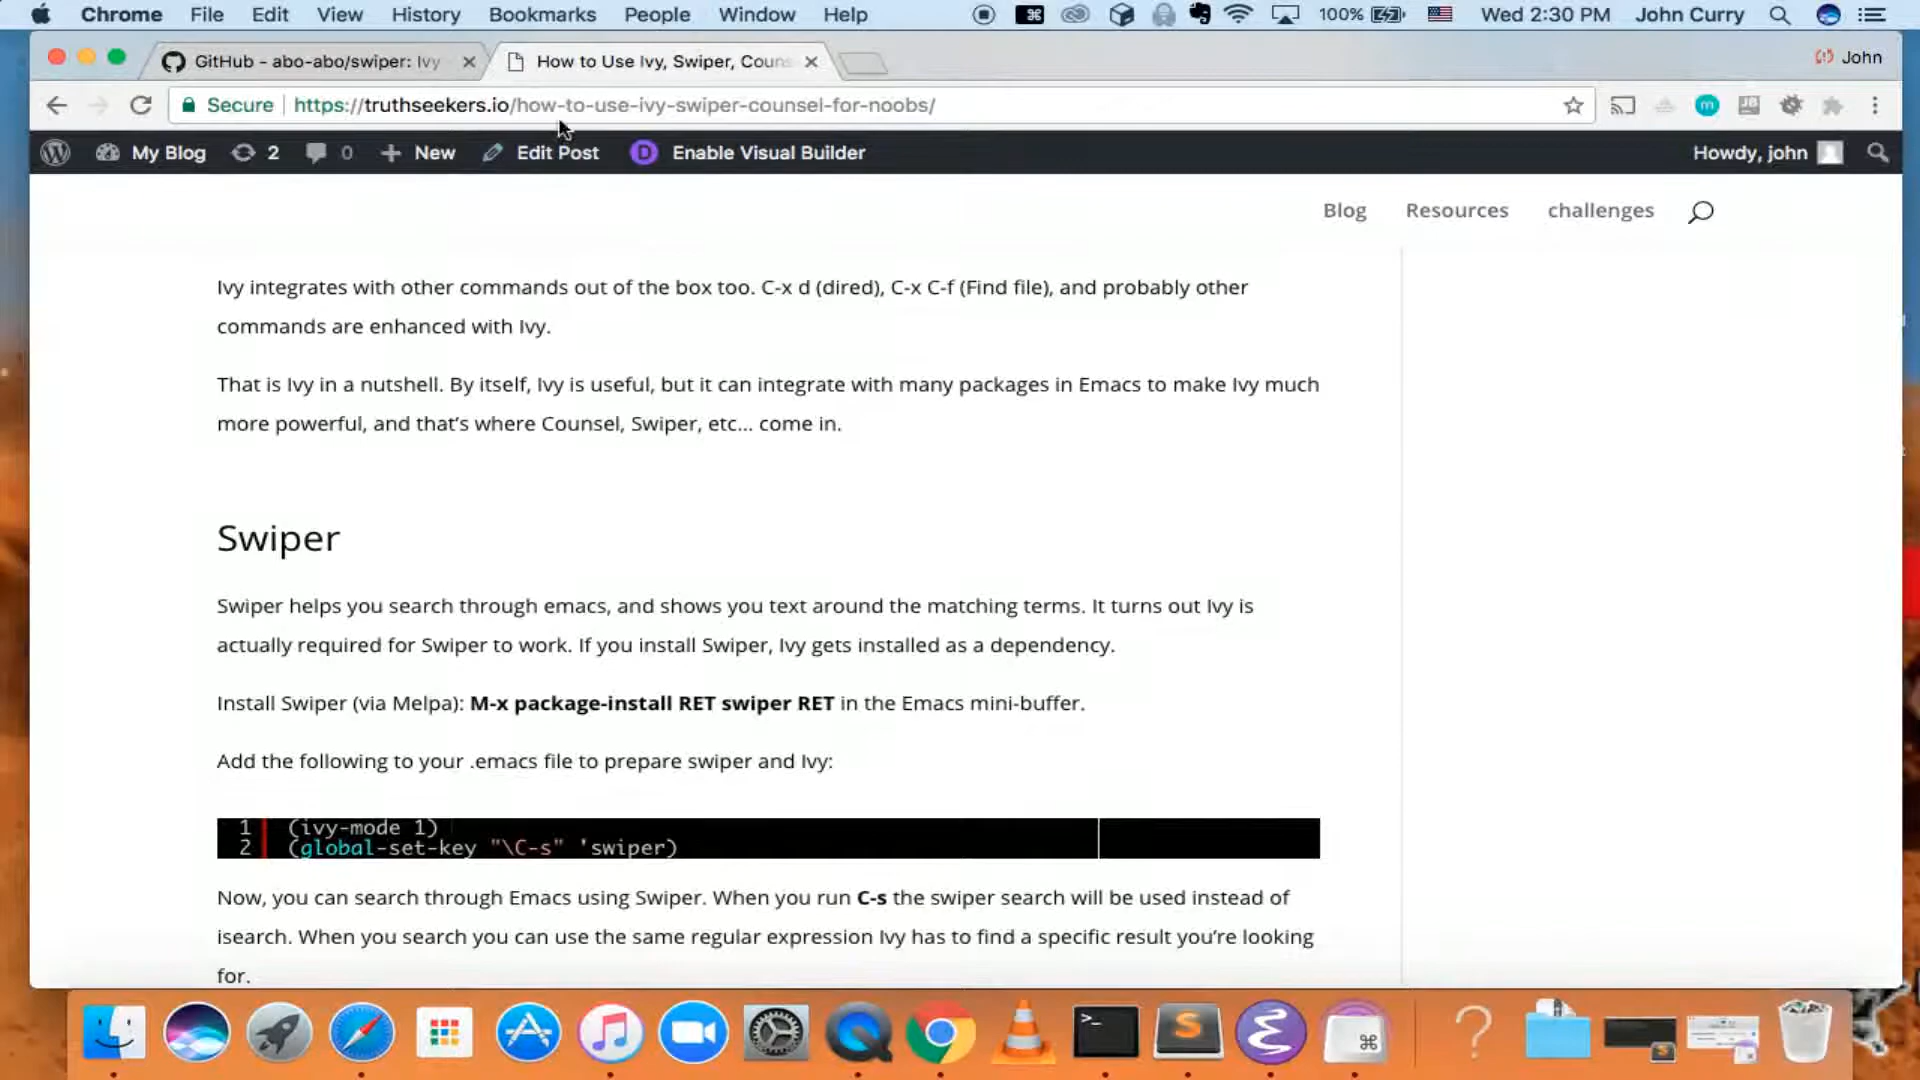 Chrome File Edit View History Bookmarks People Window Help 100% Wed 2:30 PM John Curry
GitHub - abo-abo/swiper: Ivy How to Use Ivy, Swiper, Couns John
Secure https://truthseekers.io/how-to-use-ivy-swiper-counsel-for-noobs/
My Blog 2 0 New Edit Post D Enable Visual Builder Howdy, john
Blog Resources challenges
Ivy integrates with other commands out of the box too. C-x d (dired), C-x C-f (Find file), and probably other
commands are enhanced with Ivy.
That is Ivy in a nutshell. By itself, Ivy is useful, but it can integrate with many packages in Emacs to make Ivy much
more powerful, and that’s where Counsel, Swiper, etc… come in.
Swiper
Swiper helps you search through emacs, and shows you text around the matching terms. It turns out Ivy is
actually required for Swiper to work. If you install Swiper, Ivy gets installed as a dependency.
Install Swiper (via Melpa): M-x package-install RET swiper RET in the Emacs mini-buffer.
Add the following to your .emacs file to prepare swiper and Ivy:
1 (ivy-mode 1)
2 (global-set-key "\C-s" 'swiper)
Now, you can search through Emacs using Swiper. When you run C-s the swiper search will be used instead of
isearch. When you search you can use the same regular expression Ivy has to find a specific result you’re looking
for.